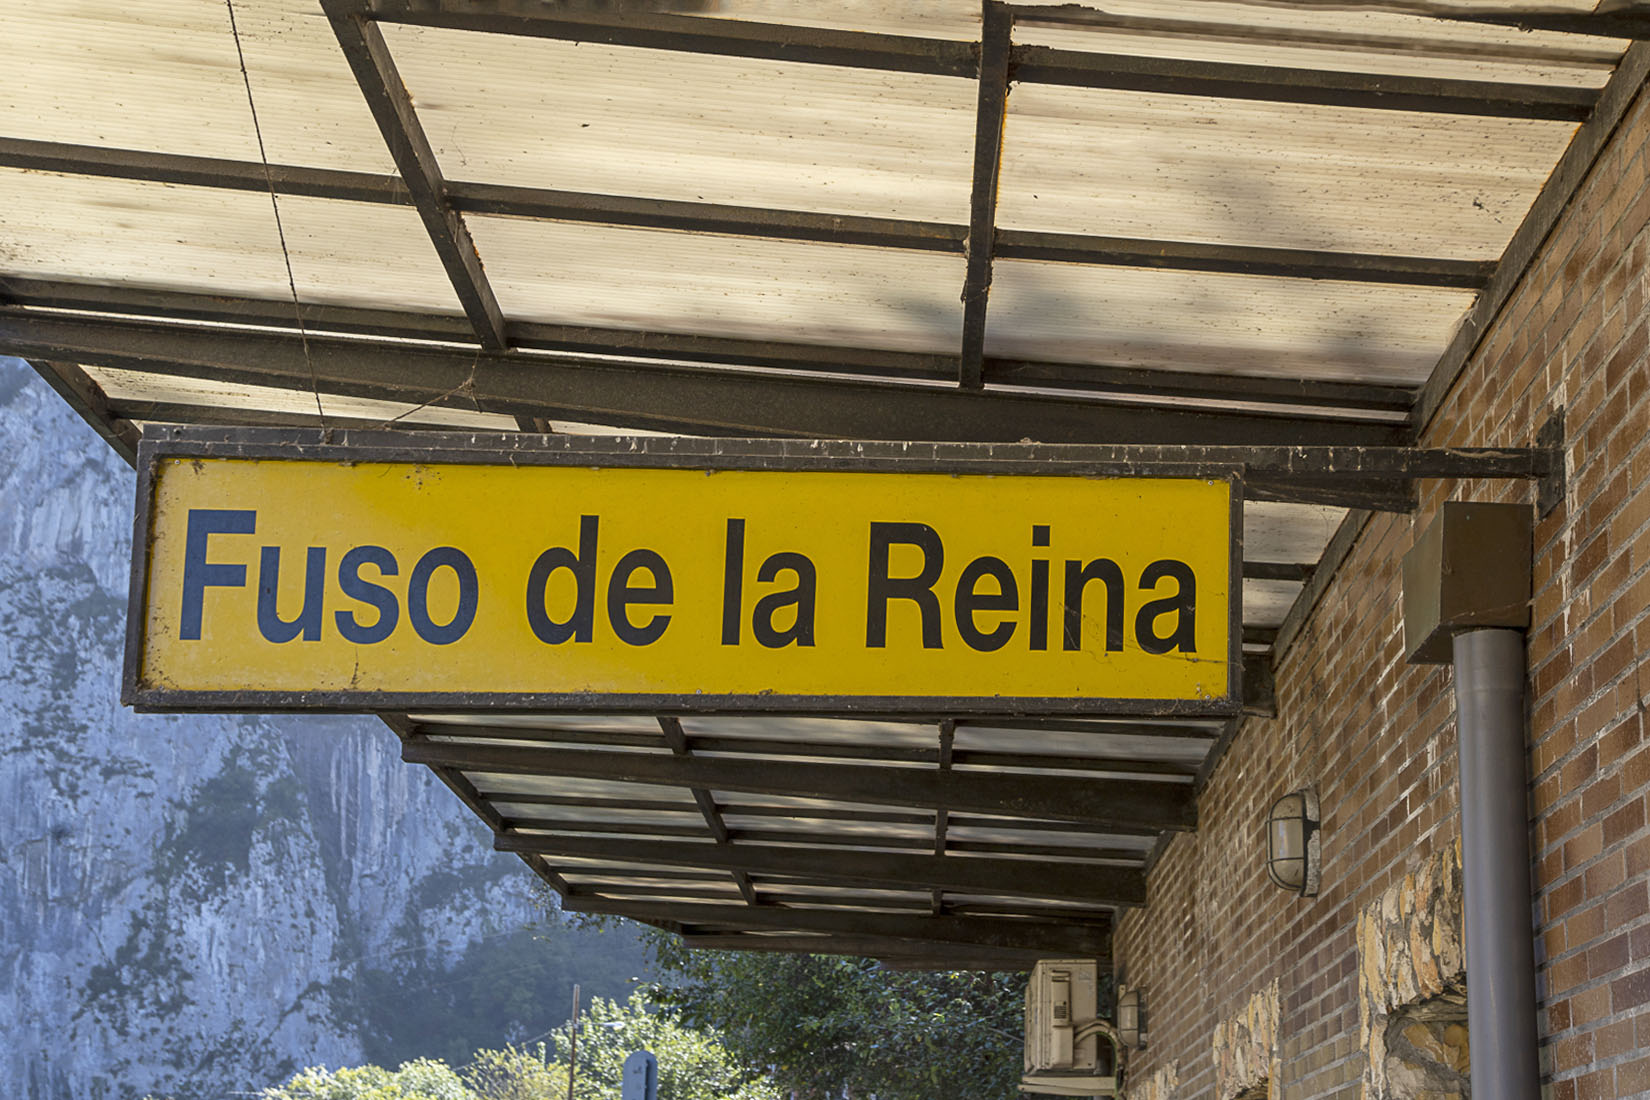 Fuso de la Reina